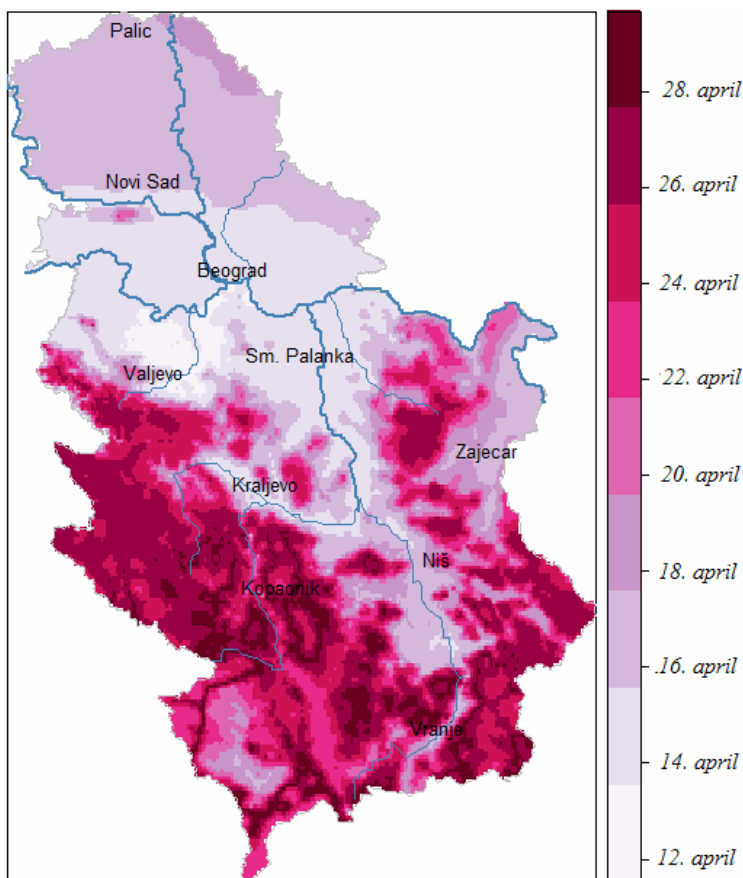 Palic
Novi Sad
Beograd
Sm. Palanka
Valjevo
Zajecar
Kraljevo
Niš
Kopaonik
Vranje
28. april
26. april
24. april
22. april
20. april
18. april
.16. april
14. april
12. april